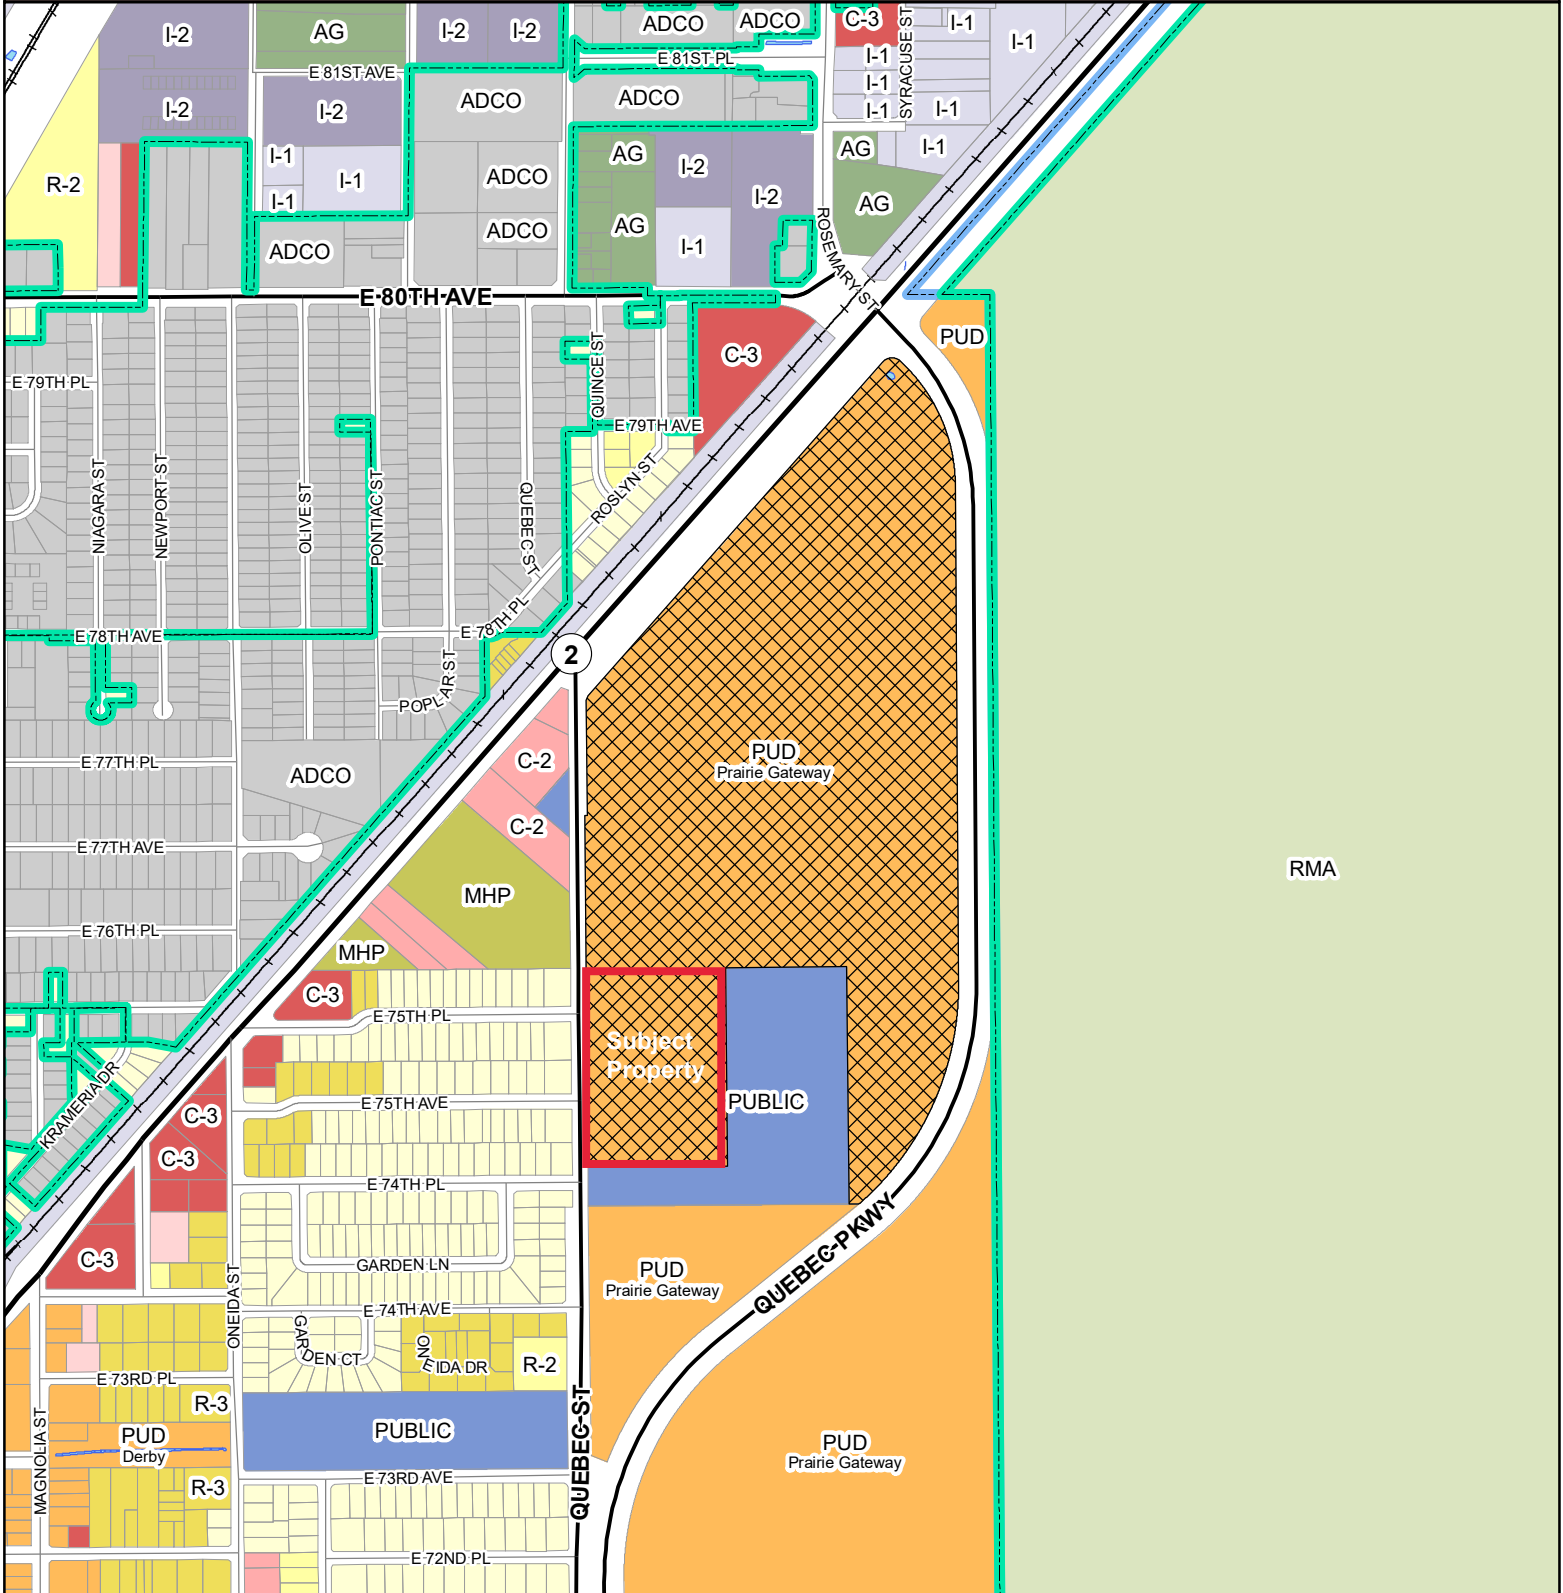 I-2
AG
I-2
I-2
ADCO
ADCO
C-3
SYRACUSE ST
I-1
I-1
E 81ST AVE
E 81ST PL
I-1
I-1
I-1
I-1
I-1
I-2
I-2
ADCO
ADCO
I-1
I-1
I-1
R-2
ADCO
ADCO
ADCO
AG
I-2
I-2
AG
I-1
AG
AG
ROSEMARY ST
E 80TH AVE
PUD
C-3
E 79TH PL
QUINCE ST
E 79TH AVE
NIAGARA ST
NEWPORT ST
OLIVE ST
PONTIAC ST
QUEBEC ST
ROSLYN ST
E 78TH AVE
E 78TH PL
2
POPLAR ST
E 77TH PL
ADCO
C-2
PUD
Prairie Gateway
C-2
E 77TH AVE
RMA
MHP
E 76TH PL
MHP
C-3
E 75TH PL
Subject
Property
PUBLIC
KRAMERIA DR
C-3
C-3
E 75TH AVE
E 74TH PL
C-3
GARDEN LN
PUD
Prairie Gateway
QUEBEC PKWY
ONEIDA ST
E 74TH AVE
GARDEN CT
ONEIDA DR
R-2
E 73RD PL
R-3
PUD
Derby
PUBLIC
QUEBEC ST
PUD
Prairie Gateway
MAGNOLIA ST
R-3
E 73RD AVE
E 72ND PL